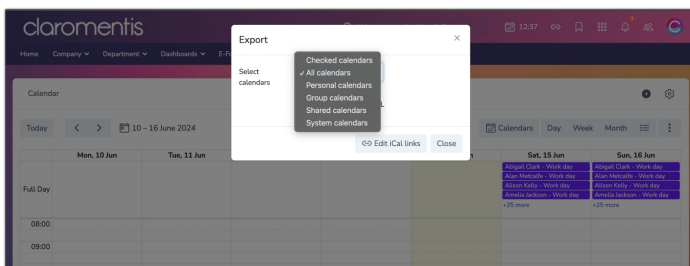 claromentis
12:37
3
Home Company Department Dashboards
Export
Select
calendars
Checked calendars
✓ All calendars
Personal calendars
Group calendars
Shared calendars
System calendars
Edit iCal links Close
Calendar
Today < > 10 – 16 June 2024
Calendars Day Week Month
Mon, 10 Jun Tue, 11 Jun Sat, 15 Jun Sun, 16 Jun
Full Day
Abigail Clark - Work day Abigail Clark - Work day
Alan Metcalfe - Work day Alan Metcalfe - Work day
Alison Kelly - Work day Alison Kelly - Work day
Amelia Jackson - Work day Amelia Jackson - Work day
+25 more +25 more
08:00
09:00